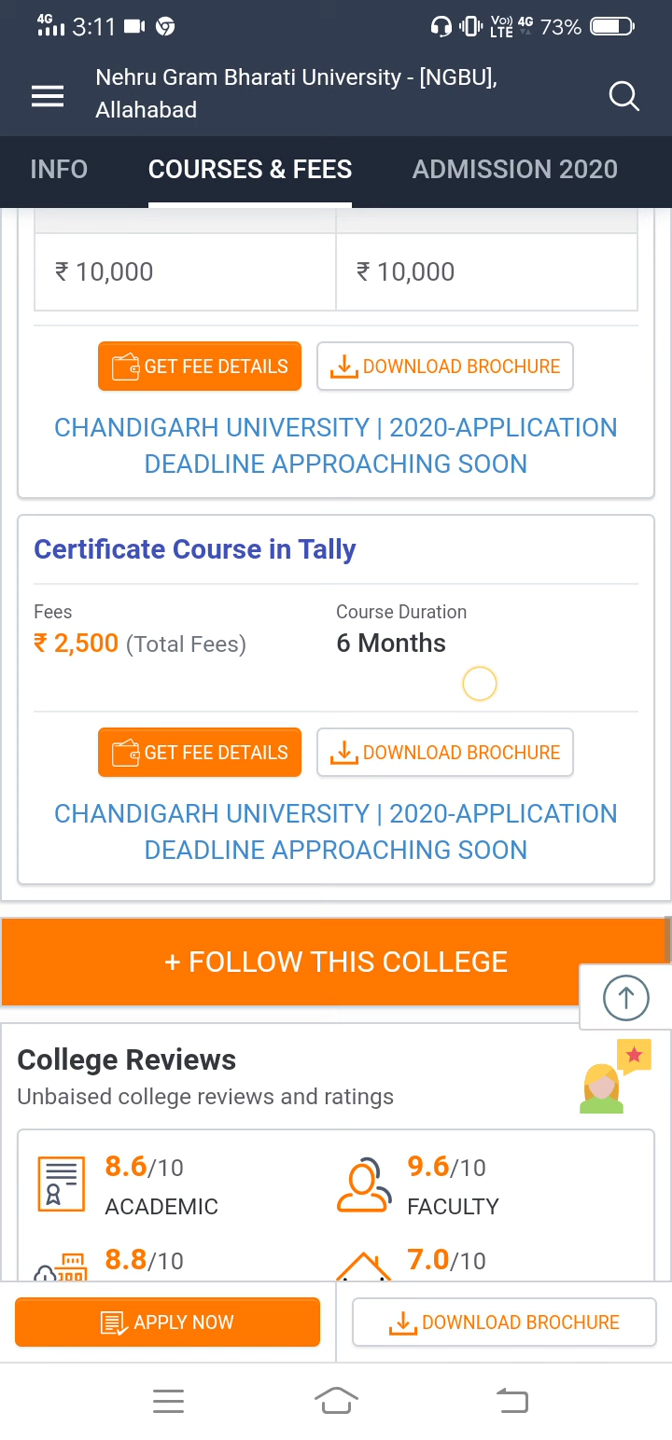 4G 3:11 Vo)) LTE 4G 73%
Nehru Gram Bharati University - [NGBU],
Allahabad
INFO COURSES & FEES ADMISSION 2020
₹ 10,000 ₹ 10,000
GET FEE DETAILS DOWNLOAD BROCHURE
CHANDIGARH UNIVERSITY | 2020-APPLICATION
DEADLINE APPROACHING SOON
Certificate Course in Tally
Fees Course Duration
₹ 2,500 (Total Fees) 6 Months
GET FEE DETAILS DOWNLOAD BROCHURE
CHANDIGARH UNIVERSITY | 2020-APPLICATION
DEADLINE APPROACHING SOON
+ FOLLOW THIS COLLEGE
College Reviews
Unbaised college reviews and ratings
8.6/10 9.6/10
ACADEMIC FACULTY
8.8/10 7.0/10
APPLY NOW DOWNLOAD BROCHURE